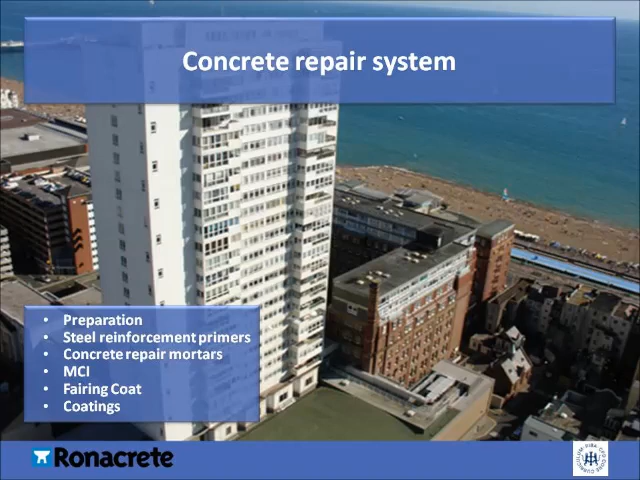 Concrete repair system
• Preparation
• Steel reinforcement primers
• Concrete repair mortars
• MCI
• Fairing Coat
• Coatings
Ronacrete